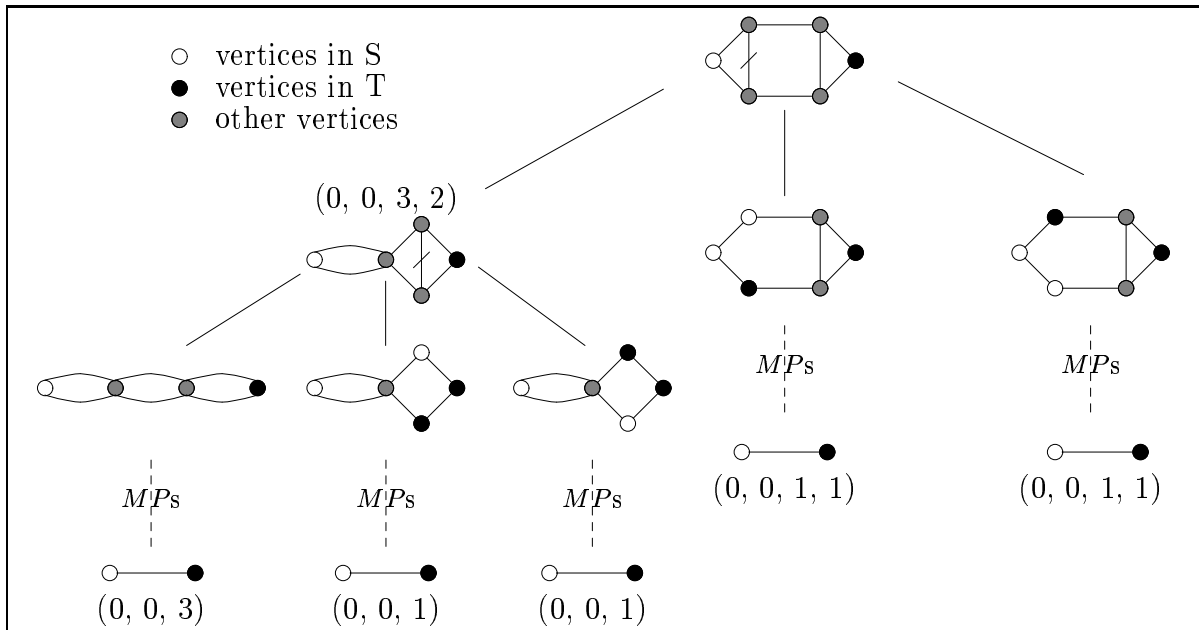 vertices in S
vertices in T
other vertices
(0, 0, 3, 2)
MPs
MPs
(0, 0, 1, 1)
(0, 0, 1, 1)
MPs
MPs
MPs
(0, 0, 3)
(0, 0, 1)
(0, 0, 1)